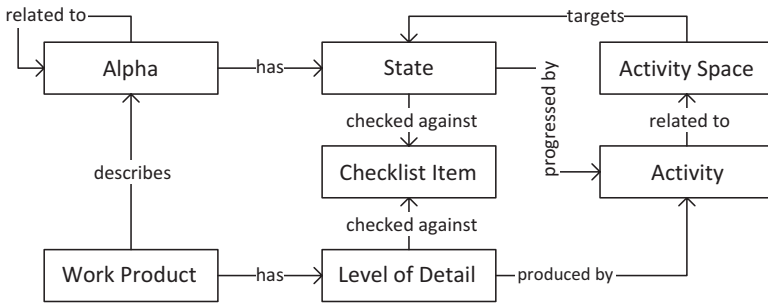 related to
targets
Alpha
has
State
Activity Space
checked against
progressed by
related to
describes
Checklist Item
Activity
checked against
Work Product
has
Level of Detail
produced by